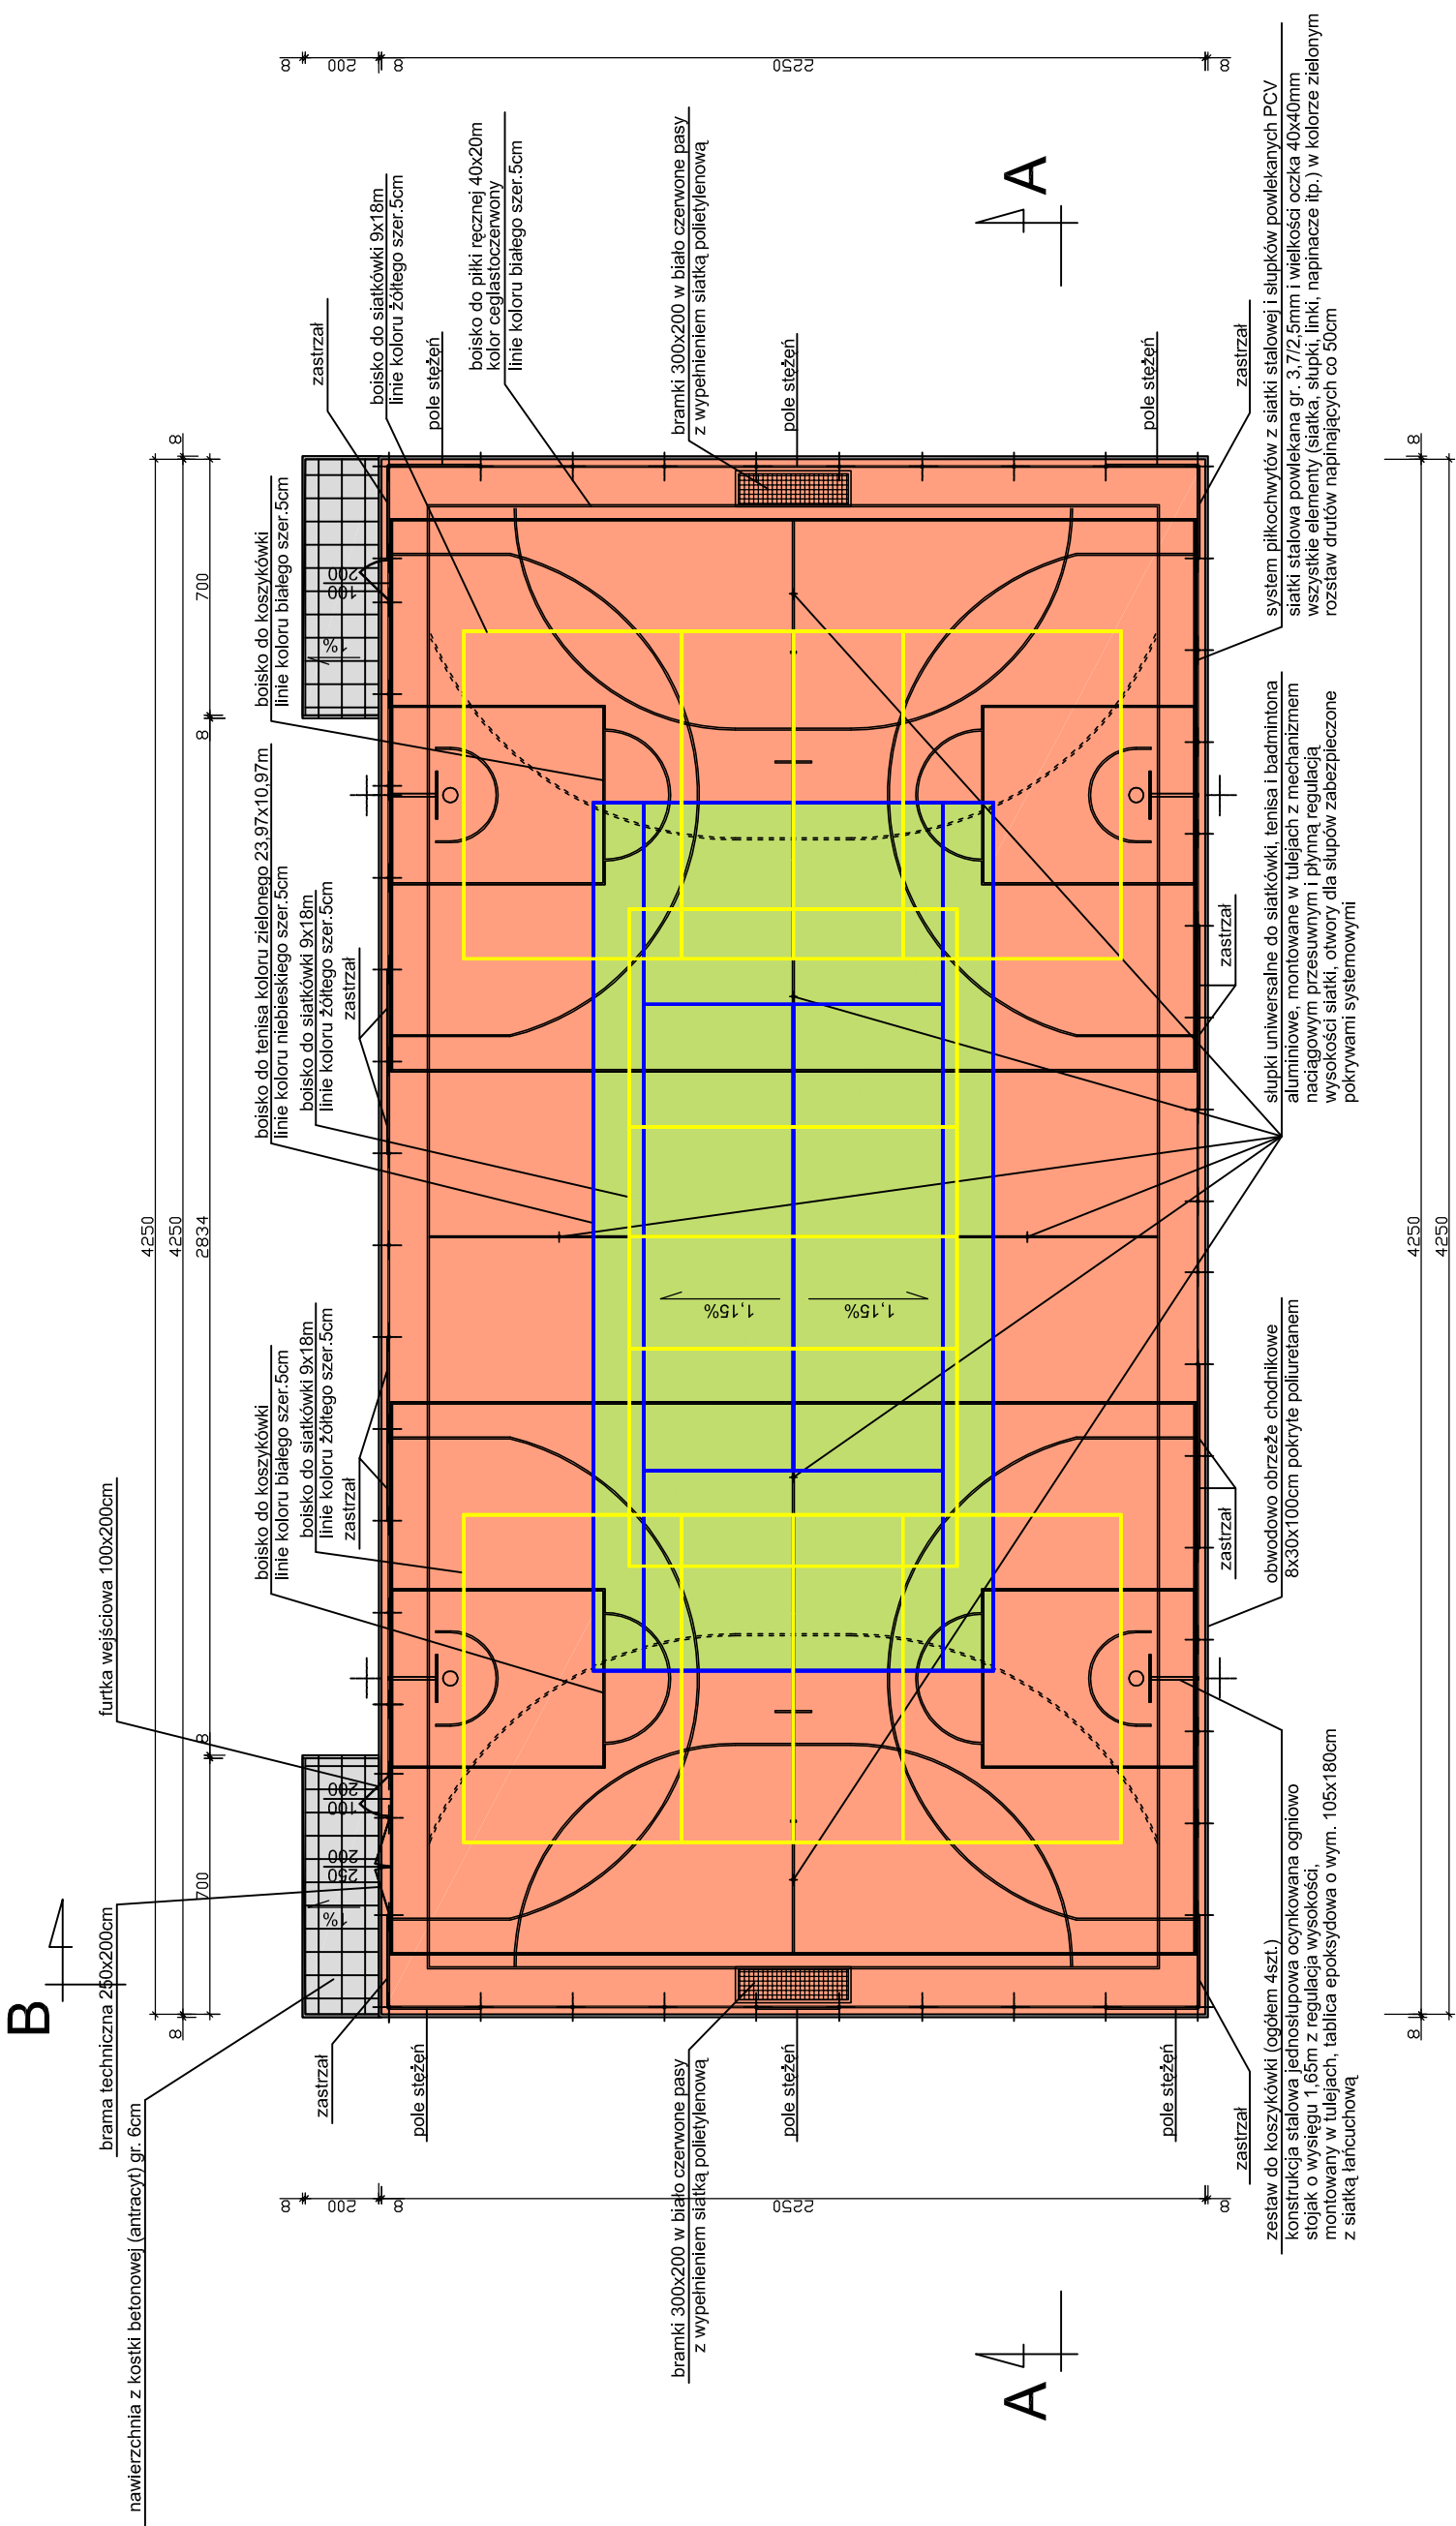 B
A
A
nawierzchnia z kostki betonowej (antracyt) gr. 6cm
brama techniczna 250x200cm
furtka wejściowa 100x200cm
4250
4250
2834
700
700
8
8
8
8
boisko do koszykówki
linie koloru białego szer.5cm
boisko do siatkówki 9x18m
linie koloru żółtego szer.5cm
zastrzał
boisko do tenisa koloru zielonego 23,97x10,97m
linie koloru niebieskiego szer.5cm
boisko do siatkówki 9x18m
linie koloru żółtego szer.5cm
zastrzał
boisko do koszykówki
linie koloru białego szer.5cm
1%
250
200
100
200
1%
100
200
zastrzał
pole stężeń
bramki 300x200 w biało czerwone pasy
z wypełnieniem siatką polietylenową
pole stężeń
pole stężeń
zastrzał
8
200
8
2250
8
1,15%
1,15%
zastrzał
boisko do siatkówki 9x18m
linie koloru żółtego szer.5cm
pole stężeń
boisko do piłki ręcznej 40x20m
kolor ceglastoczerwony
linie koloru białego szer.5cm
bramki 300x200 w biało czerwone pasy
z wypełnieniem siatką polietylenową
pole stężeń
pole stężeń
zastrzał
8
200
8
2250
8
zastrzał
zastrzał
zestaw do koszykówki (ogółem 4szt.)
konstrukcja stalowa jednosłupowa ocynkowana ogniowo
stojak o wysięgu 1,65m z regulacja wysokości,
montowany w tulejach, tablica epoksydowa o wym. 105x180cm
z siatką łańcuchową
obwodowo obrzeże chodnikowe
8x30x100cm pokryte poliuretanem
słupki uniwersalne do siatkówki, tenisa i badmintona
aluminiowe, montowane w tulejach z mechanizmem
naciągowym przesuwnym i płynną regulacją
wysokości siatki, otwory dla słupów zabezpieczone
pokrywami systemowymi
system piłkochwytów z siatki stalowej i słupków powlekanych PCV
siatki stalowa powlekana gr. 3,7/2,5mm i wielkości oczka 40x40mm
wszystkie elementy (siatka, słupki, linki, napinacze itp.) w kolorze zielonym
rozstaw drutów napinających co 50cm
8
4250
8
4250